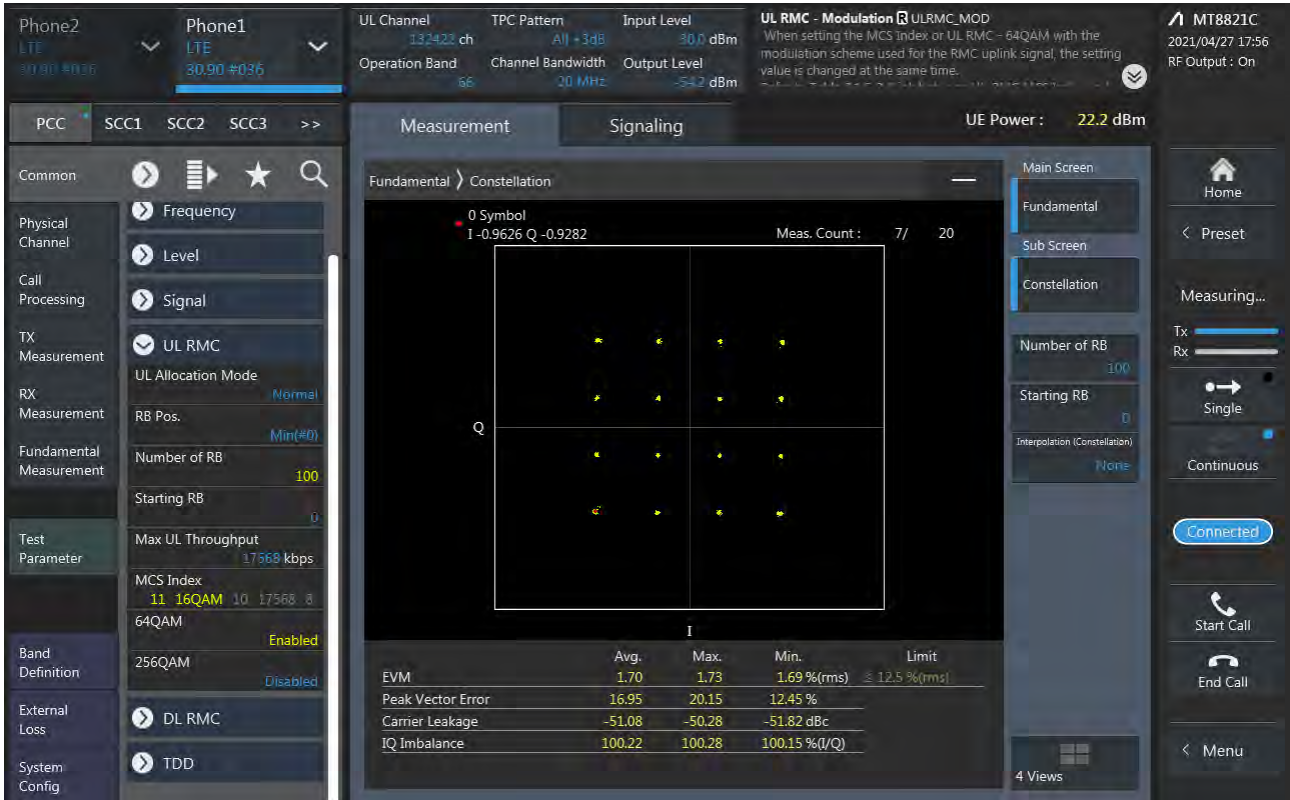 Phone2
LTE
30.90 #036
Phone1
LTE
30.90 #036
UL Channel
132422 ch
Operation Band
66
TPC Pattern
All +3dB
Channel Bandwidth
20 MHz
Input Level
30.0 dBm
Output Level
-54.2 dBm
UL RMC - Modulation R ULRMC_MOD
When setting the MCS Index or UL RMC - 64QAM with the
modulation scheme used for the RMC uplink signal, the setting
value is changed at the same time.
MT8821C
2021/04/27 17:56
RF Output : On
PCC SCC1 SCC2 SCC3 >>
Measurement
Signaling
UE Power : 22.2 dBm
Common
Physical
Channel
Call
Processing
TX
Measurement
RX
Measurement
Fundamental
Measurement
Test
Parameter
Band
Definition
External
Loss
System
Config
Frequency
Level
Signal
UL RMC
UL Allocation Mode
Normal
RB Pos.
Min(#0)
Number of RB
100
Starting RB
0
Max UL Throughput
17568 kbps
MCS Index
11 16QAM 10 17568 8
64QAM
Enabled
256QAM
Disabled
DL RMC
TDD
Fundamental 〉 Constellation
0 Symbol
I -0.9626 Q -0.9282
Meas. Count : 7/ 20
Q
I
Avg. Max. Min. Limit
EVM 1.70 1.73 1.69 %(rms) ≤ 12.5 %(rms)
Peak Vector Error 16.95 20.15 12.45 %
Carrier Leakage -51.08 -50.28 -51.82 dBc
IQ Imbalance 100.22 100.28 100.15 %(I/Q)
Main Screen
Fundamental
Sub Screen
Constellation
Number of RB
100
Starting RB
0
Interpolation (Constellation)
None
4 Views
Home
< Preset
Measuring...
Tx
Rx
Single
Continuous
Connected
Start Call
End Call
< Menu